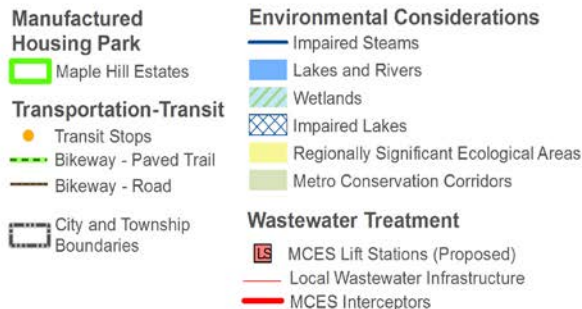 Manufactured
Housing Park
Maple Hill Estates
Transportation-Transit
Transit Stops
Bikeway - Paved Trail
Bikeway - Road
City and Township
Boundaries
Environmental Considerations
Impaired Steams
Lakes and Rivers
Wetlands
Impaired Lakes
Regionally Significant Ecological Areas
Metro Conservation Corridors
Wastewater Treatment
LS MCES Lift Stations (Proposed)
Local Wastewater Infrastructure
MCES Interceptors